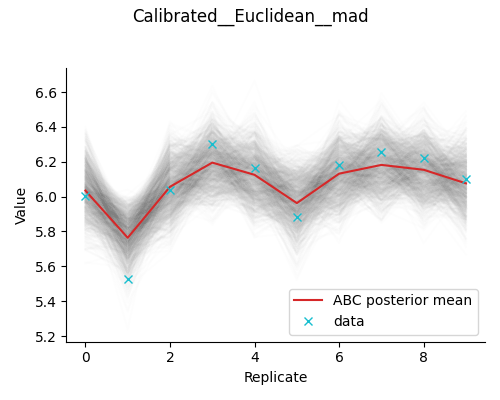 Calibrated__Euclidean__mad
6.6
6.4
6.2
6.0
5.8
5.6
5.4
5.2
Value
ABC posterior mean
data
0 2 4 6 8
Replicate